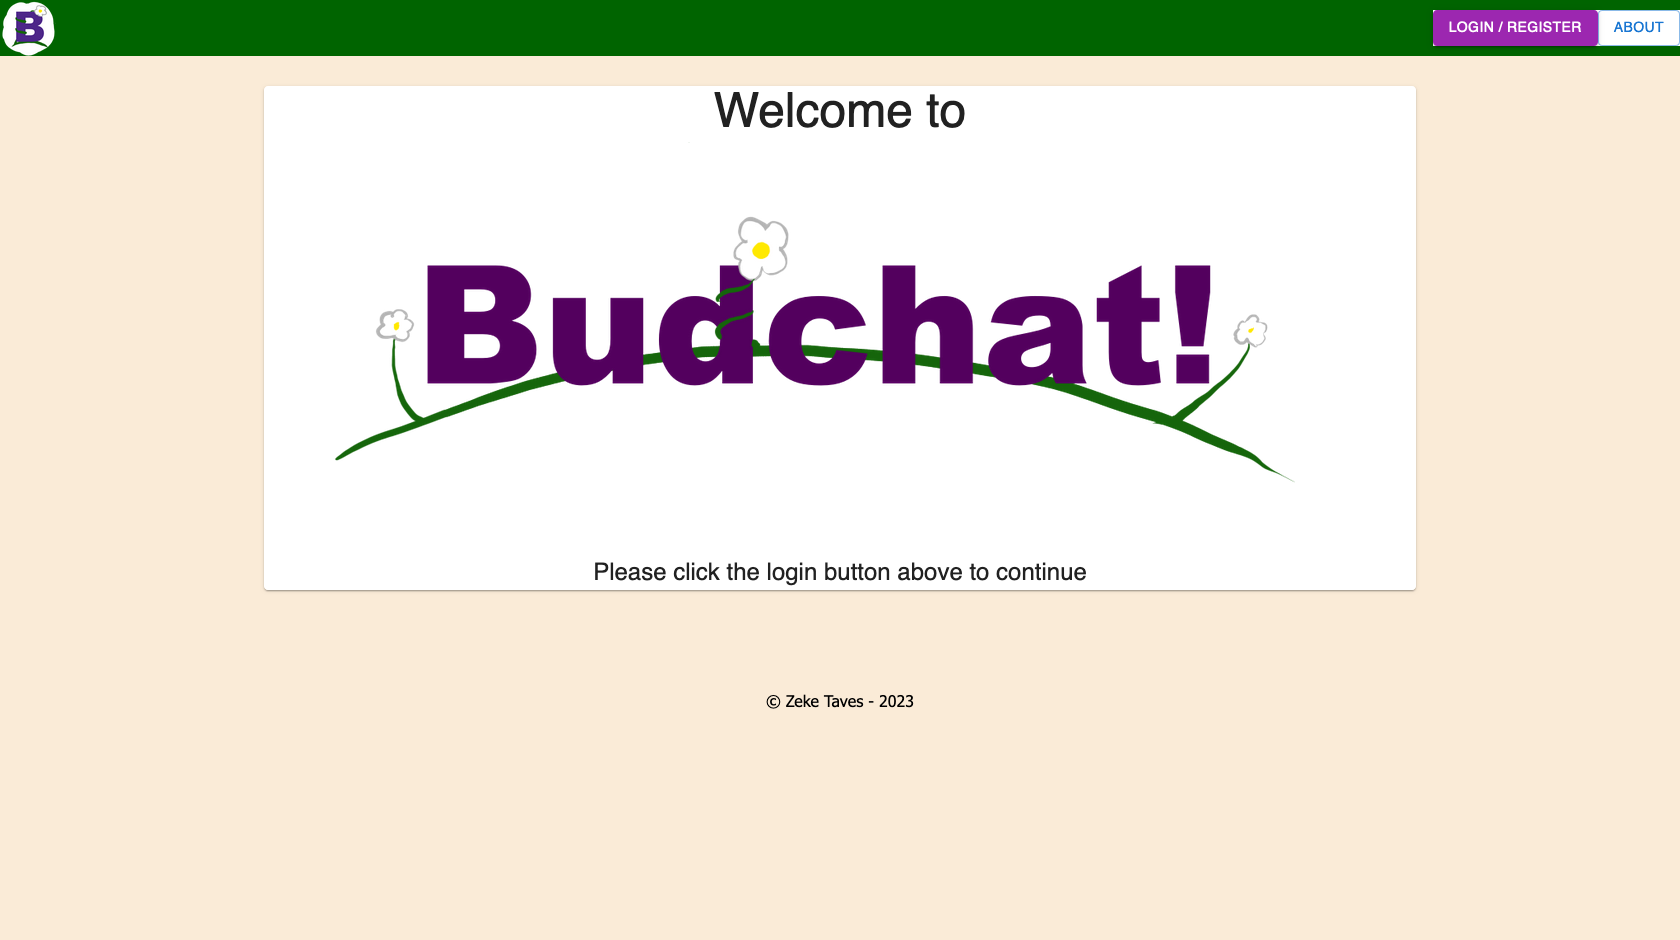 B
LOGIN / REGISTER
ABOUT
Welcome to
Budchat!
Please click the login button above to continue
© Zeke Taves - 2023